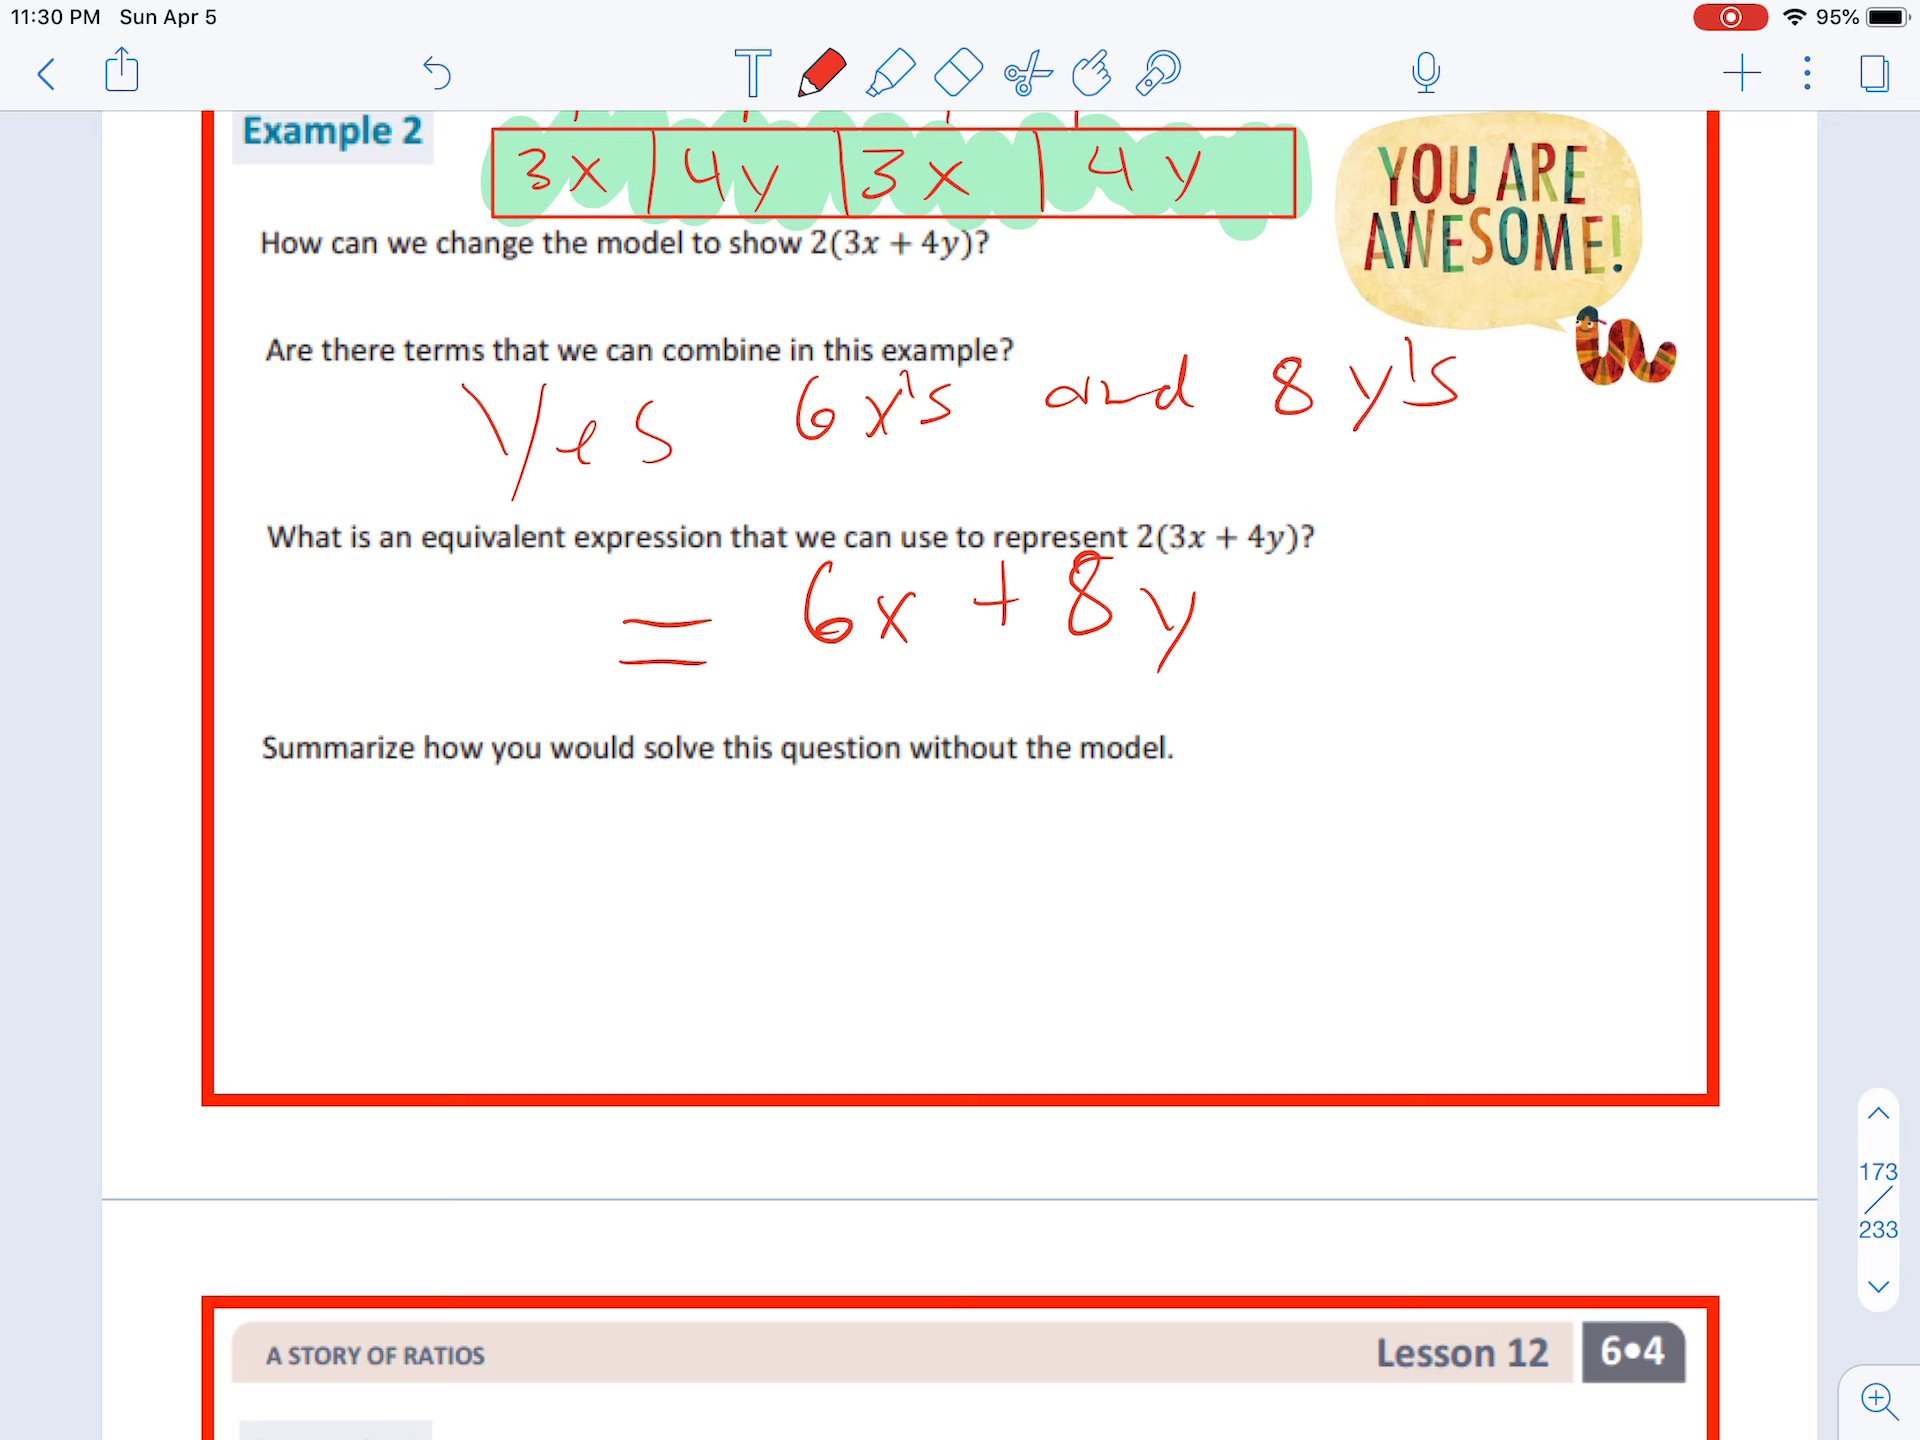 11:30 PM Sun Apr 5
95%
T
Example 2
3x 4y 3x 4y
YOU ARE
AWESOME!
How can we change the model to show 2(3x + 4y)?
Are there terms that we can combine in this example?
Yes 6x's and 8y's
What is an equivalent expression that we can use to represent 2(3x + 4y)?
= 6x + 8y
Summarize how you would solve this question without the model.
173
/
233
A STORY OF RATIOS
Lesson 12
6•4